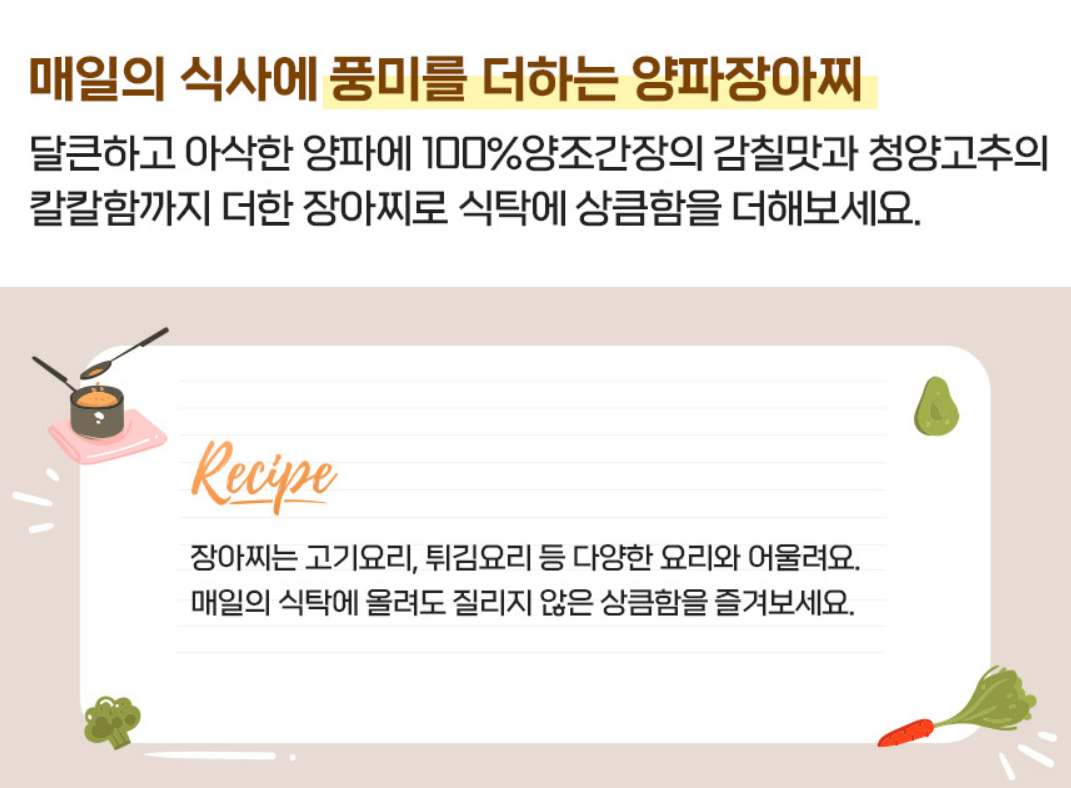 매일의 식사에 풍미를 더하는 양파장아찌
달큰하고 아삭한 양파에 100%양조간장의 감칠맛과 청양고추의
칼칼함까지 더한 장아찌로 식탁에 상큼함을 더해보세요.
Recipe
장아찌는 고기요리, 튀김요리 등 다양한 요리와 어울려요.
매일의 식탁에 올려도 질리지 않은 상큼함을 즐겨보세요.